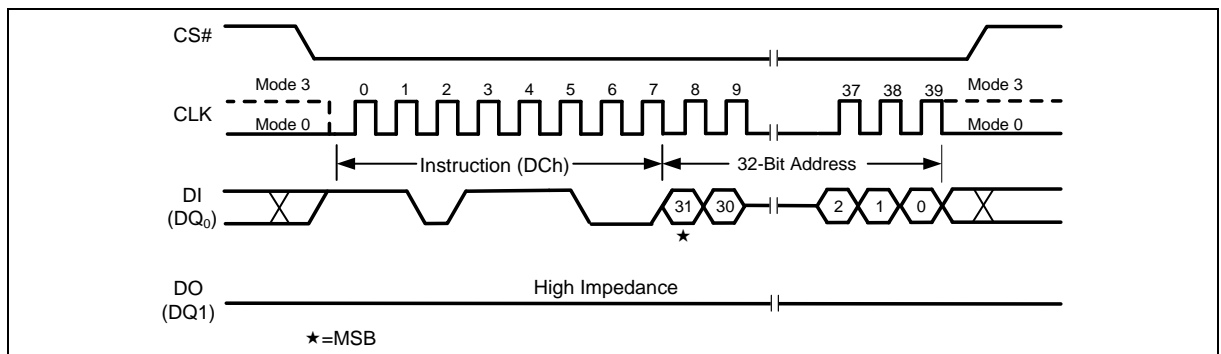 CS#
Mode 3 0 1 2 3 4 5 6 7 8 9 37 38 39 Mode 3
CLK
Mode 0 Mode 0
Instruction (DCh) 32-Bit Address
DI
(DQ0)
31 30 2 1 0
★
DO
(DQ1)
High Impedance
★=MSB